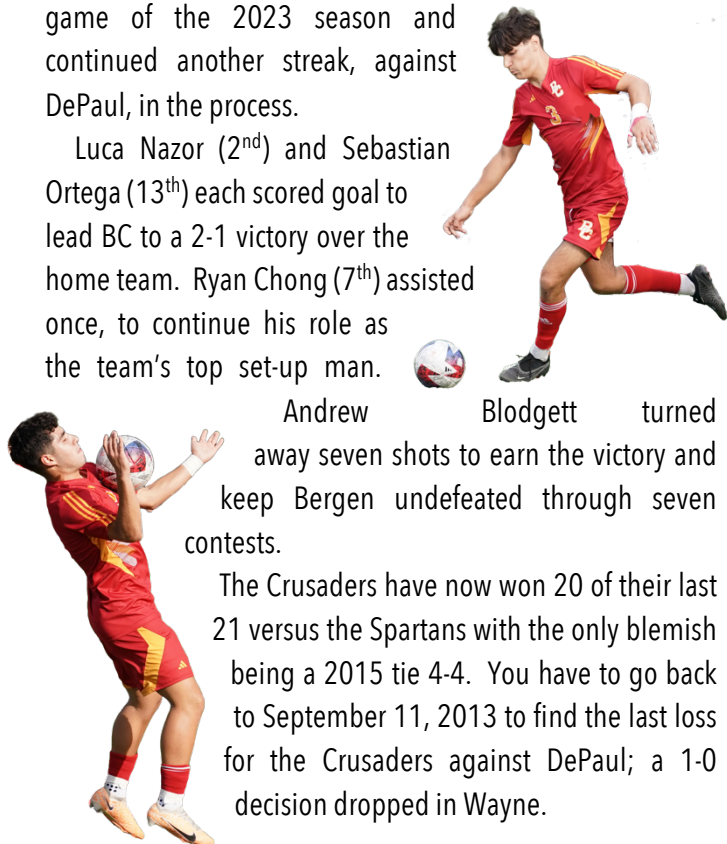 game of the 2023 season and
continued another streak, against
DePaul, in the process.
Luca Nazor (2nd) and Sebastian
Ortega (13th) each scored goal to
lead BC to a 2-1 victory over the
home team. Ryan Chong (7th) assisted
once, to continue his role as
the team's top set-up man.
Andrew Blodgett turned
away seven shots to earn the victory and
keep Bergen undefeated through seven
contests.
The Crusaders have now won 20 of their last
21 versus the Spartans with the only blemish
being a 2015 tie 4-4. You have to go back
to September 11, 2013 to find the last loss
for the Crusaders against DePaul; a 1-0
decision dropped in Wayne.
BC
3
BC